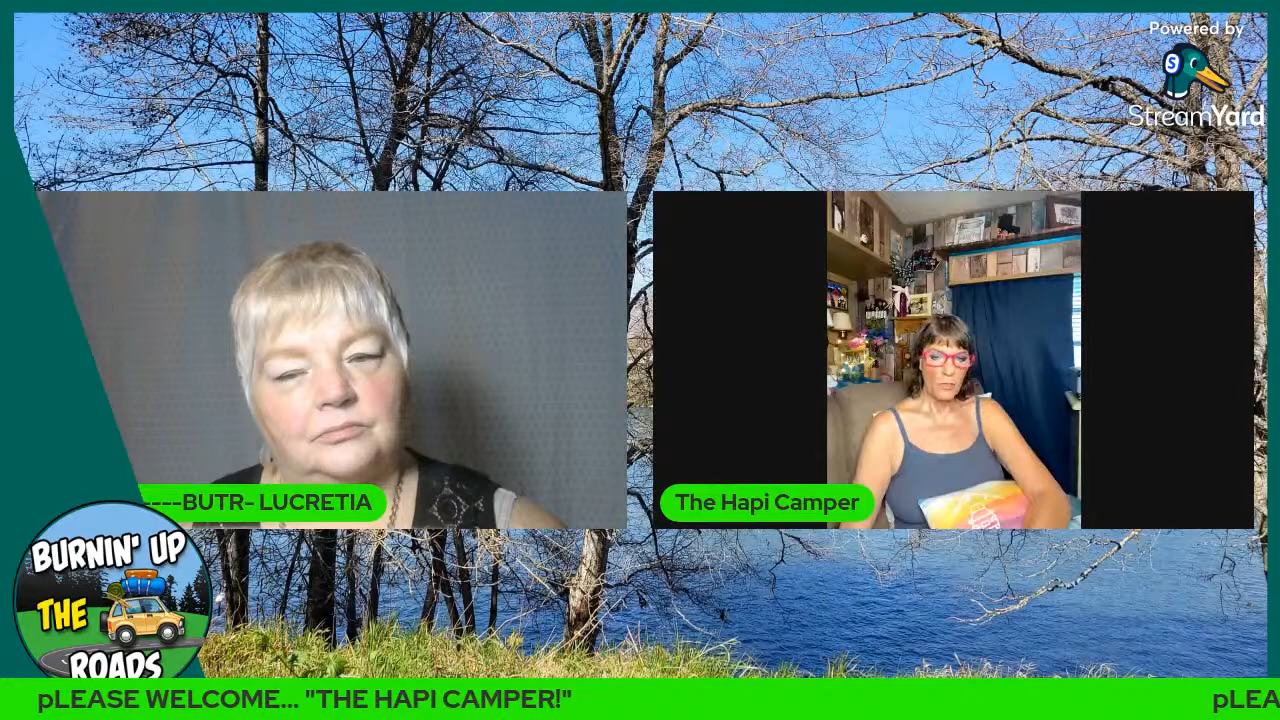 Powered by
S
StreamYard
----BUTR- LUCRETIA
The Hapi Camper
BURNIN' UP
THE
ROADS
pLEASE WELCOME... "THE HAPI CAMPER!"
pLEA